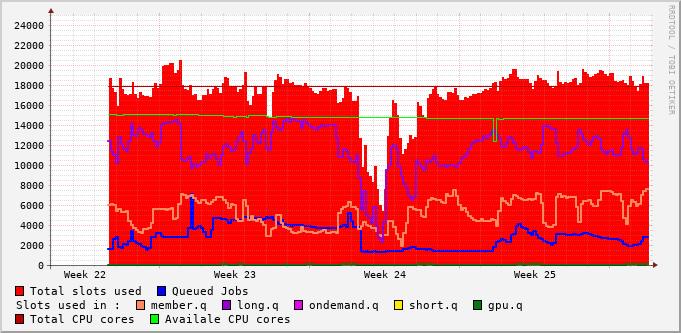 24000
22000
20000
18000
16000
14000
12000
10000
8000
6000
4000
2000
0
Week 22 Week 23 Week 24 Week 25
RRDTOOL / TOBI OETIKER
Total slots used Queued Jobs
Slots used in : member.q long.q ondemand.q short.q gpu.q
Total CPU cores Availale CPU cores